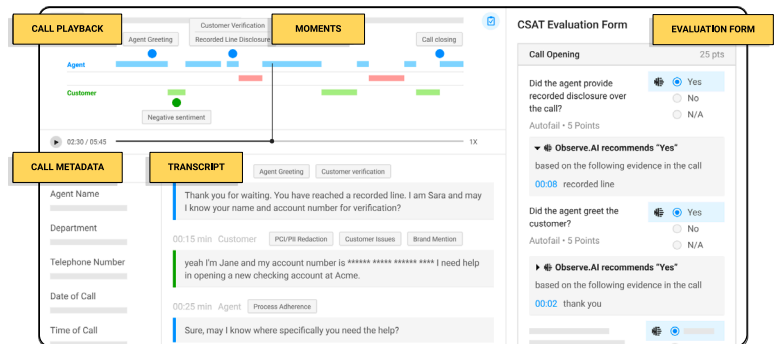 CALL PLAYBACK
Customer Verification
MOMENTS
Agent Greeting
Recorded Line Disclosure
Call closing
Agent
Customer
Negative sentiment
02:30 / 05:45
1X
CALL METADATA
TRANSCRIPT
Agent Greeting
Customer verification
Agent Name
Department
Telephone Number
Date of Call
Time of Call
Thank you for waiting. You have reached a recorded line. I am Sara and may
I know your name and account number for verification?
00:15 min Customer
PCI/PII Redaction
Customer Issues
Brand Mention
yeah I'm Jane and my account number is ****** ***** ****** **** I need help
in opening a new checking account at Acme.
00:25 min Agent
Process Adherence
Sure, may I know where specifically you need the help?
CSAT Evaluation Form
EVALUATION FORM
Call Opening
25 pts
Did the agent provide
recorded disclosure over
the call?
Autofail • 5 Points
Yes
No
N/A
Observe.AI recommends "Yes"
based on the following evidence in the call
00:08 recorded line
Did the agent greet the
customer?
Autofail • 5 Points
Yes
No
N/A
Observe.AI recommends "Yes"
based on the following evidence in the call
00:02 thank you